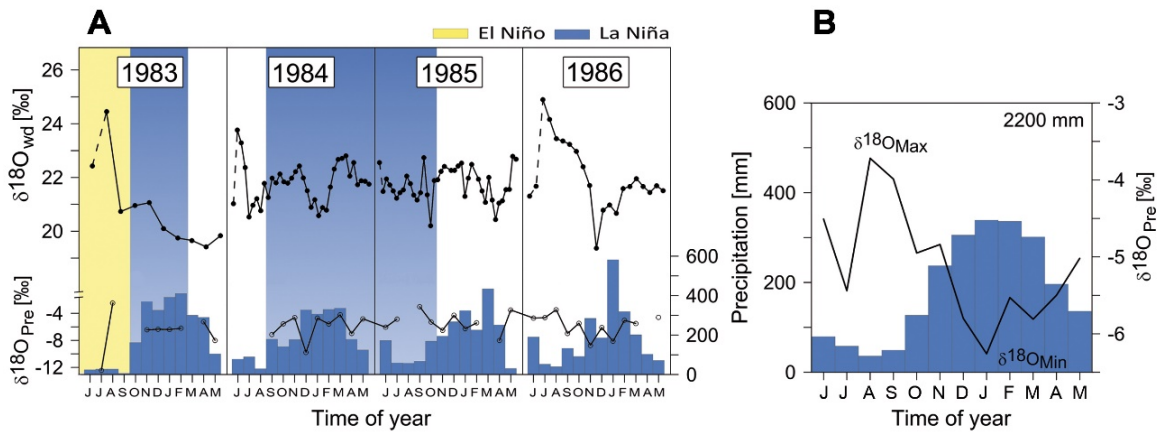 A
El Niño La Niña
1983 1984 1985 1986
δ18Owd [‰]
26
24
22
20
δ18OPre [‰]
-4
-8
-12
600
400
200
0
Precipitation [mm]
J J A S O N D J F M A M J J A S O N D J F M A M J J A S O N D J F M A M J J A S O N D J F M A M
Time of year
B
2200 mm
δ18OMax
δ18OMin
600
400
200
0
-3
-4
-5
-6
δ18OPre [‰]
J J A S O N D J F M A M
Time of year